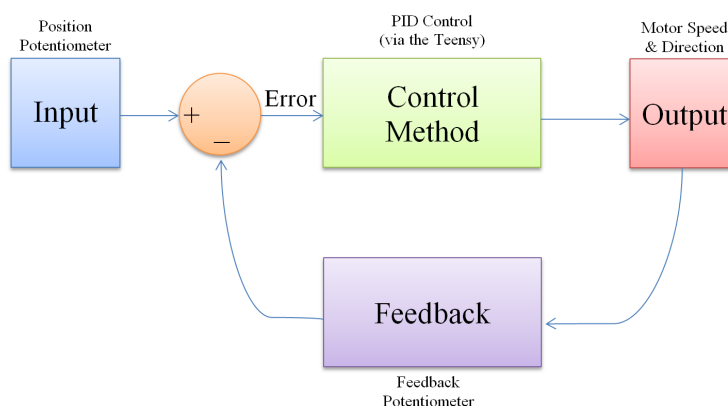 Position
Potentiometer
PID Control
(via the Teensy)
Motor Speed
& Direction
Input
+
−
Error
Control
Method
Output
Feedback
Feedback
Potentiometer